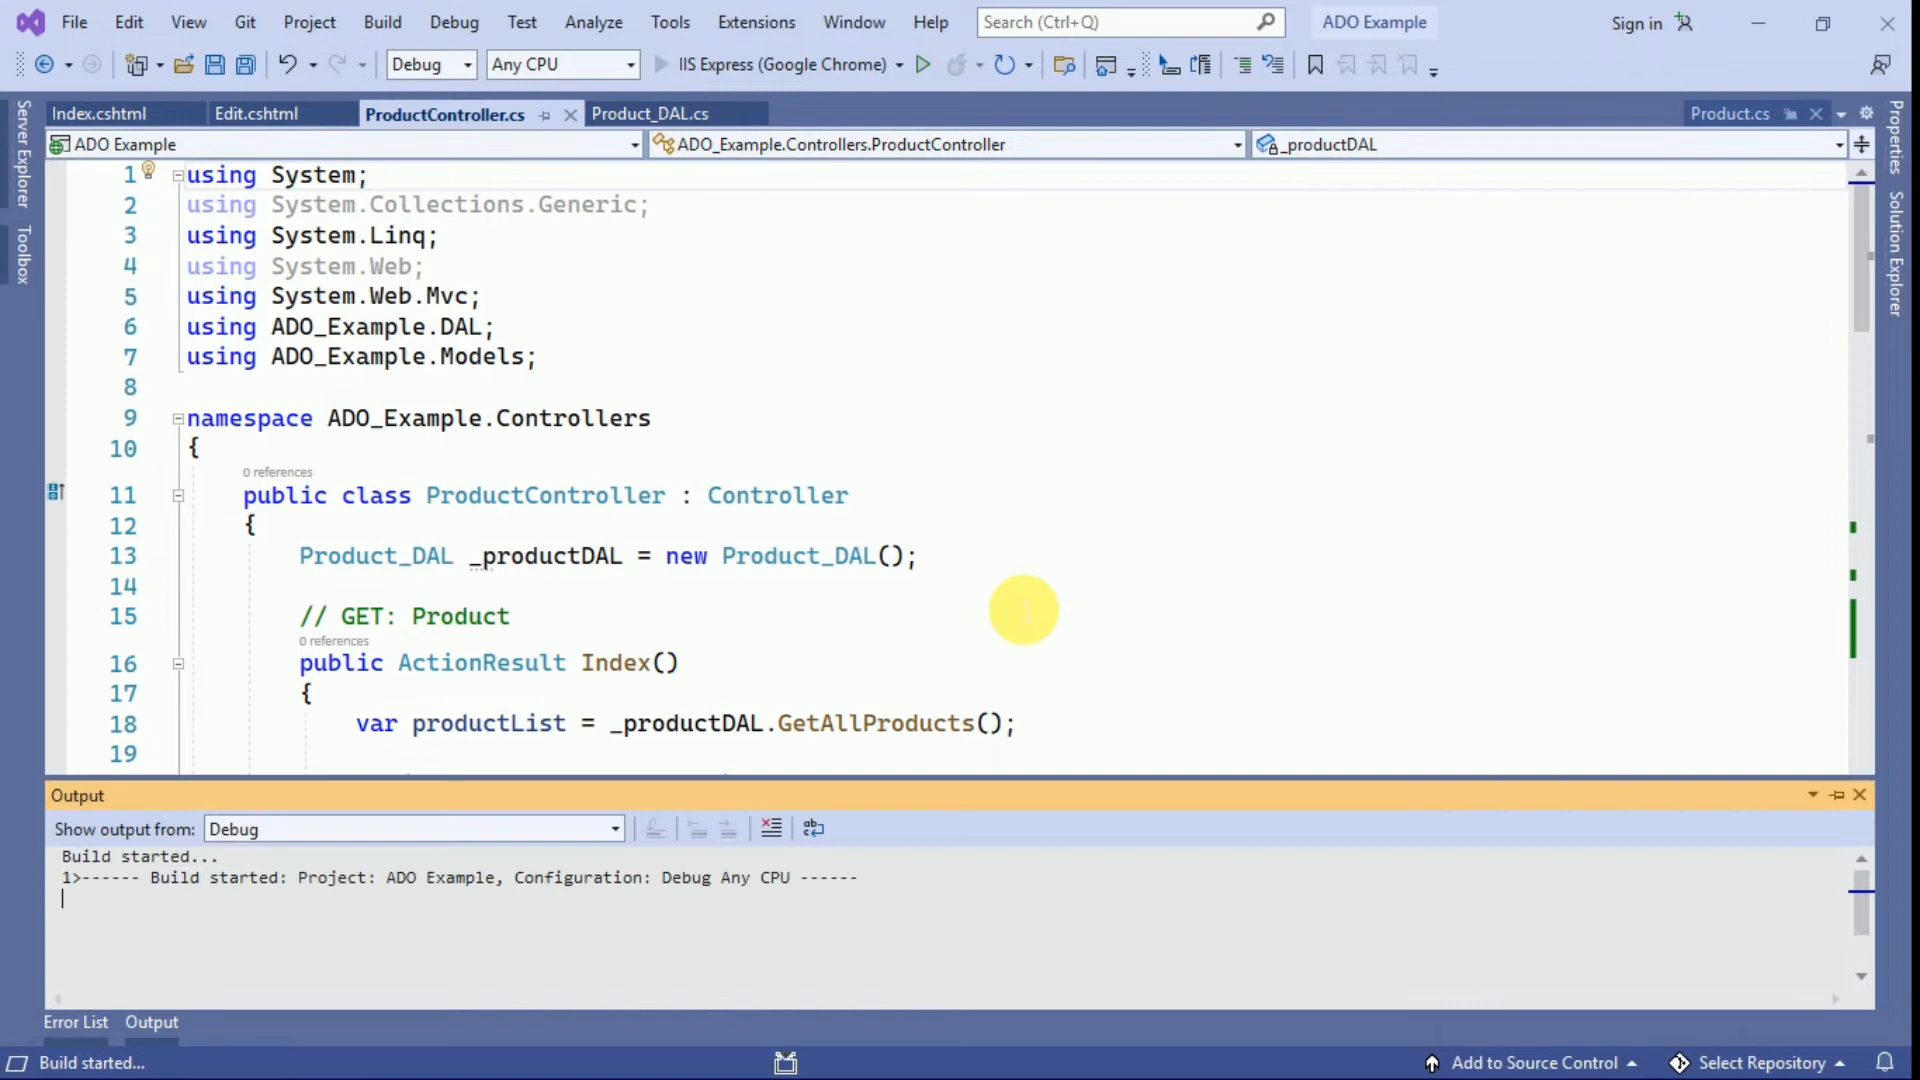 File Edit View Git Project Build Debug Test Analyze Tools Extensions Window Help Search (Ctrl+Q) ADO Example Sign in
Debug Any CPU IIS Express (Google Chrome)
Index.cshtml Edit.cshtml ProductController.cs Product_DAL.cs Product.cs
ADO Example ADO_Example.Controllers.ProductController _productDAL
Server Explorer
Toolbox
Properties
Solution Explorer
1 using System;
2 using System.Collections.Generic;
3 using System.Linq;
4 using System.Web;
5 using System.Web.Mvc;
6 using ADO_Example.DAL;
7 using ADO_Example.Models;
8
9 namespace ADO_Example.Controllers
10 {
0 references
11 public class ProductController : Controller
12 {
13 Product_DAL _productDAL = new Product_DAL();
14
15 // GET: Product
0 references
16 public ActionResult Index()
17 {
18 var productList = _productDAL.GetAllProducts();
19
Output
Show output from: Debug
Build started...
1>------ Build started: Project: ADO Example, Configuration: Debug Any CPU ------
Error List Output
Build started... Add to Source Control Select Repository